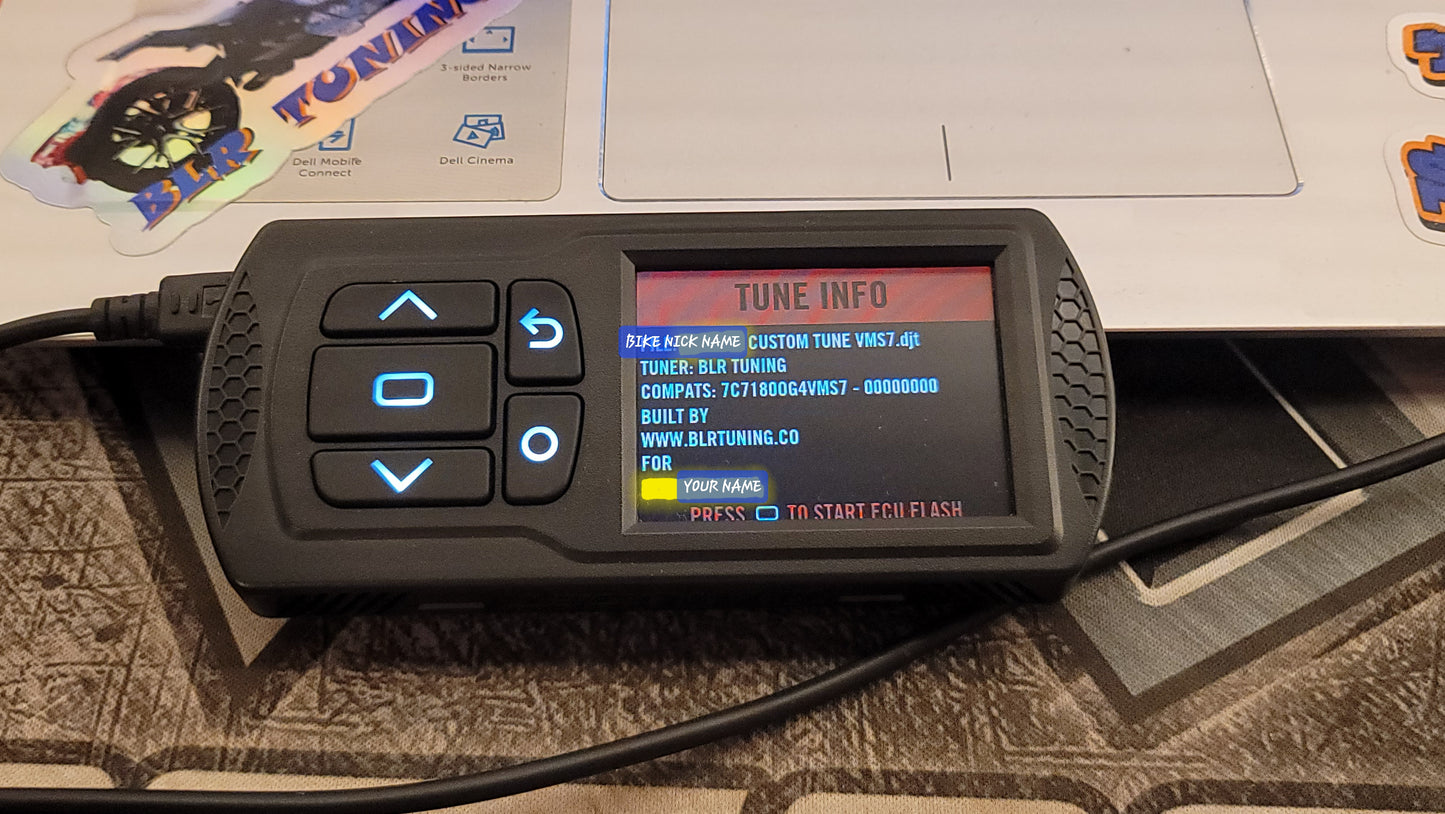 BLR TUNING
3-sided Narrow
Borders
Dell Mobile
Connect
Dell Cinema
TUNE INFO
BIKE NICK NAME CUSTOM TUNE VMS7.djt
TUNER: BLR TUNING
COMPATS: 7C71800G4VMS7 - 00000000
BUILT BY
WWW.BLRTUNING.CO
FOR
YOUR NAME
PRESS TO START ECU FLASH